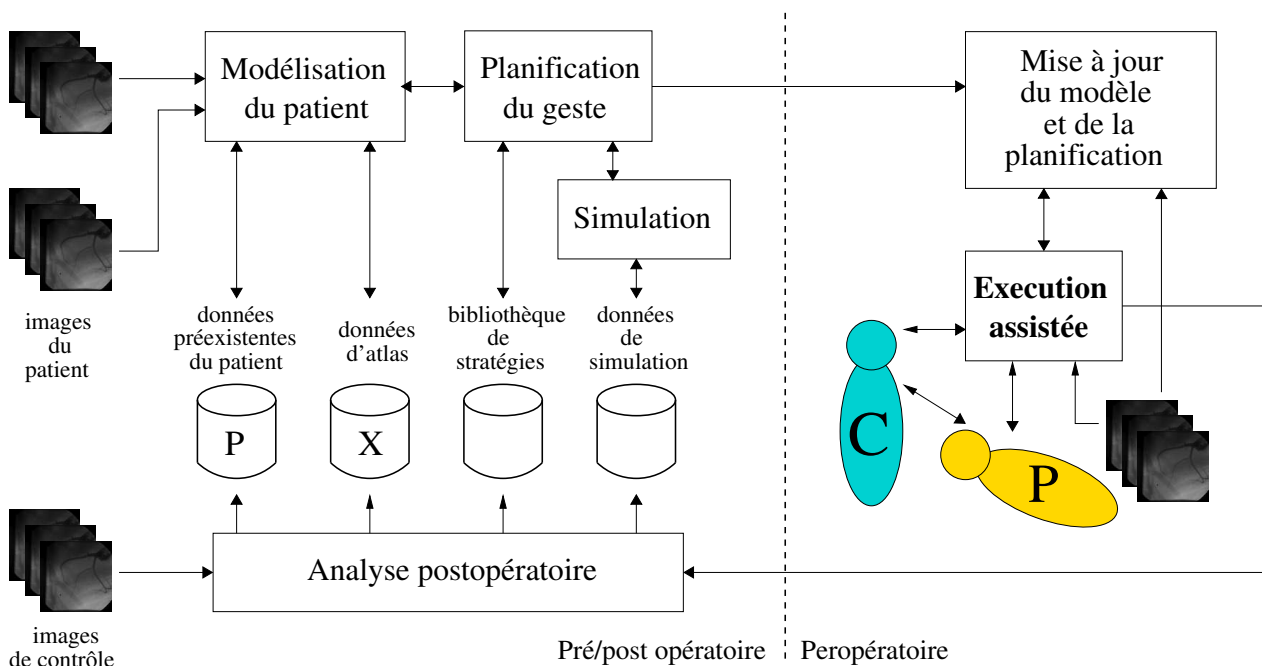 Modélisation
du patient
Planification
du geste
Mise à jour
du modèle
et de la
planification
Simulation
Execution
assistée
images
du
patient
données
préexistentes
du patient
données
d'atlas
bibliothèque
de
stratégies
données
de
simulation
P
X
C
P
Analyse postopératoire
images
de contrôle
Pré/post opératoire
Peropératoire